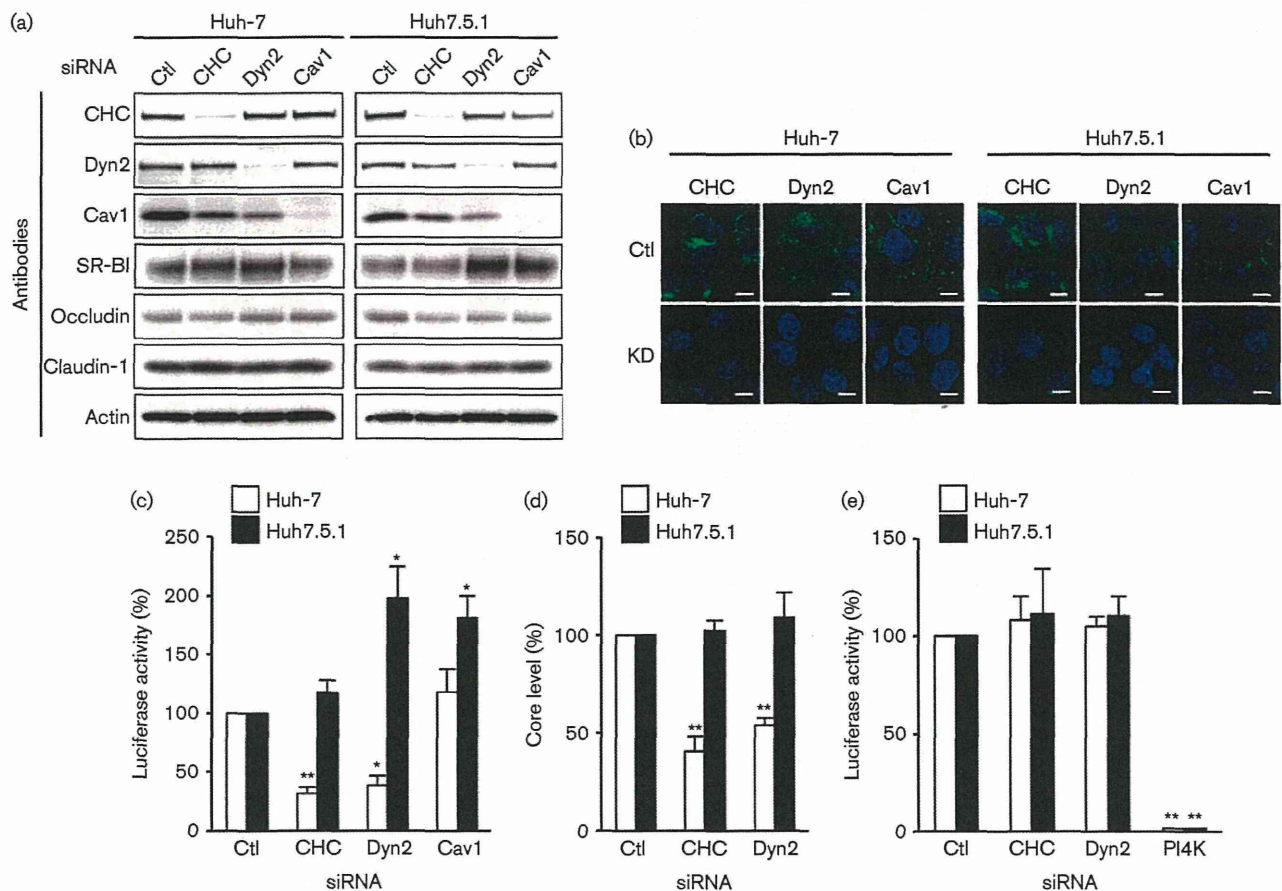 (a)
Huh-7
Huh7.5.1
siRNA
Ctl
CHC
Dyn2
Cav1
Ctl
CHC
Dyn2
Cav1
Antibodies
CHC
Dyn2
Cav1
SR-BI
Occludin
Claudin-1
Actin
(b)
Huh-7
Huh7.5.1
CHC
Dyn2
Cav1
CHC
Dyn2
Cav1
Ctl
KD
(c)
Huh-7
Huh7.5.1
Luciferase activity (%)
250
200
150
100
50
0
**
*
*
*
Ctl
CHC
Dyn2
Cav1
siRNA
(d)
Huh-7
Huh7.5.1
Core level (%)
150
100
50
0
**
**
Ctl
CHC
Dyn2
siRNA
(e)
Huh-7
Huh7.5.1
Luciferase activity (%)
150
100
50
0
** **
Ctl
CHC
Dyn2
PI4K
siRNA